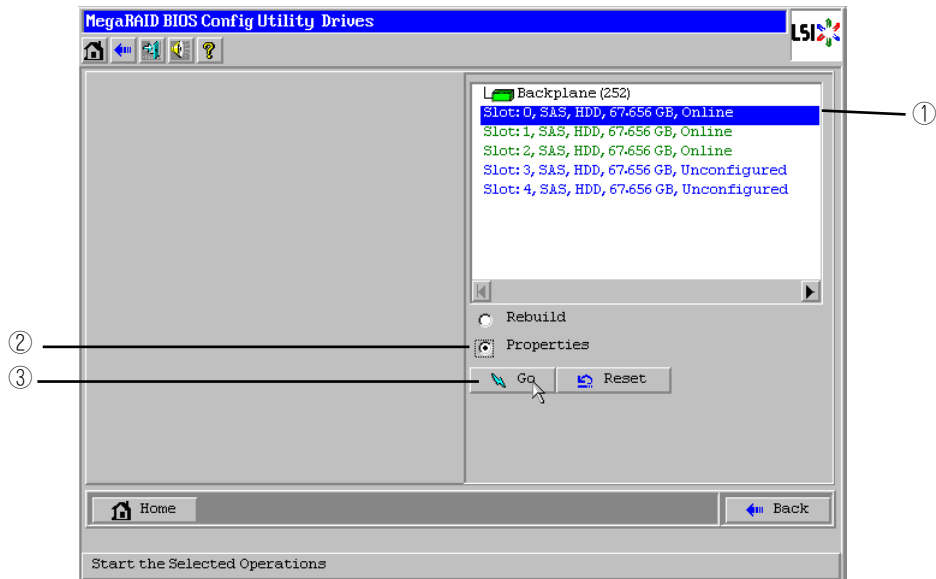 MegaRAID BIOS Config Utility Drives
LSI
Backplane (252)
Slot: 0, SAS, HDD, 67.656 GB, Online
Slot: 1, SAS, HDD, 67.656 GB, Online
Slot: 2, SAS, HDD, 67.656 GB, Online
Slot: 3, SAS, HDD, 67.656 GB, Unconfigured
Slot: 4, SAS, HDD, 67.656 GB, Unconfigured
①
Rebuild
② Properties
③ Go Reset
Home Back
Start the Selected Operations